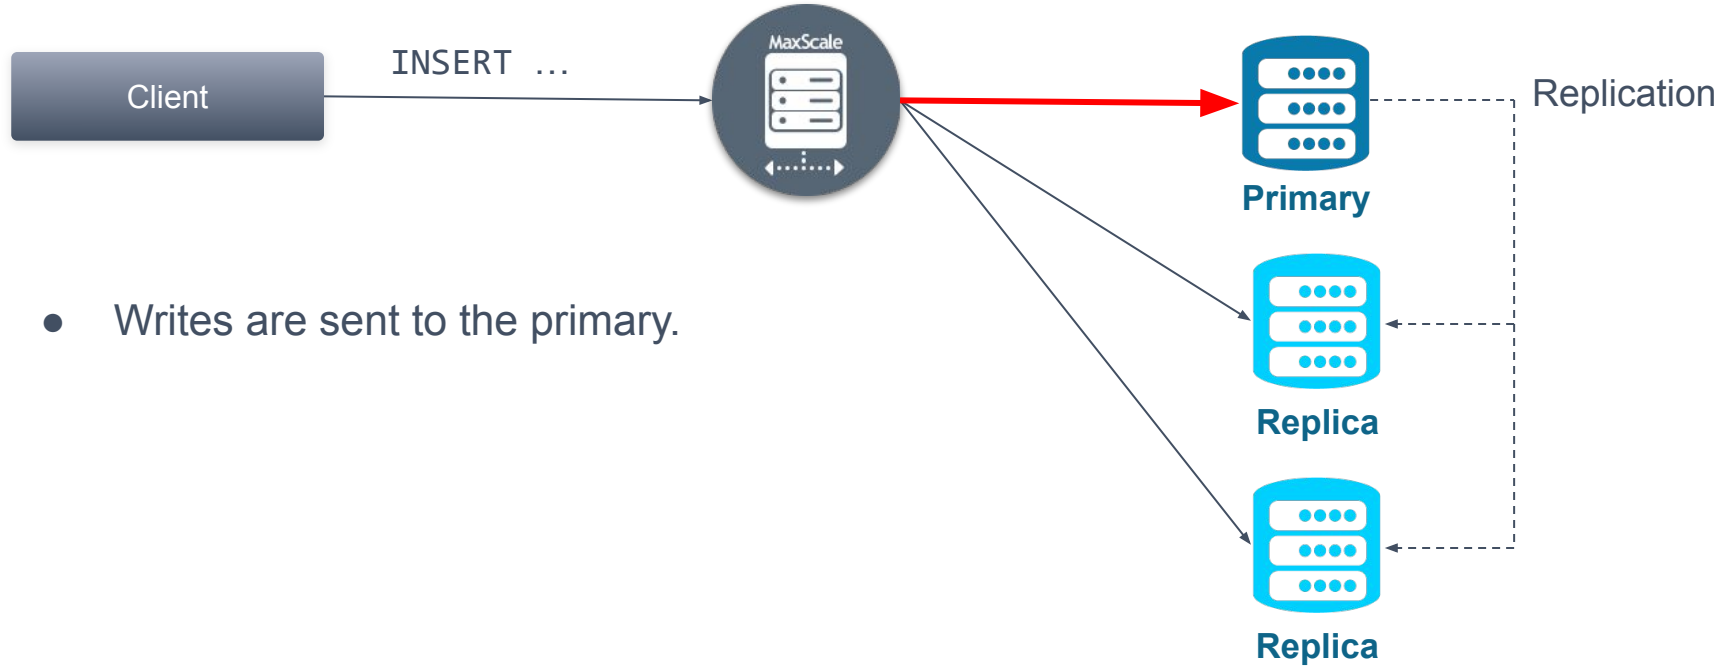 Client
INSERT …
MaxScale
Primary
Replication
● Writes are sent to the primary.
Replica
Replica